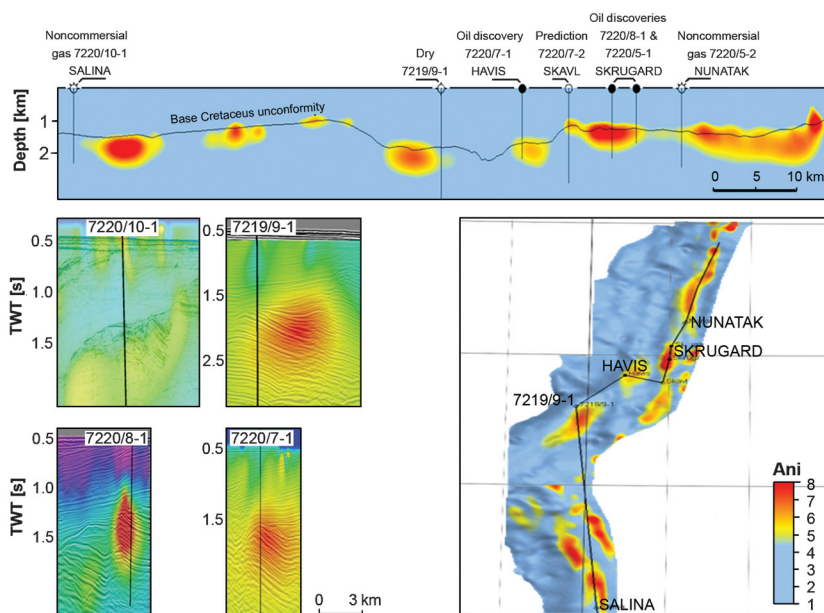 Noncommercial
gas 7220/10-1
SALINA
Dry
7219/9-1
Oil discovery
7220/7-1
HAVIS
Prediction
7220/7-2
SKAVL
Oil discoveries
7220/8-1 &
7220/5-1
SKRUGARD
Noncommersial
gas 7220/5-2
NUNATAK
Depth [km]
1
2
Base Cretaceus unconformity
0 5 10 km
7220/10-1
TWT [s]
0.5
1.0
1.5
7219/9-1
0.5
1.5
2.5
7220/8-1
TWT [s]
0.5
1.0
1.5
7220/7-1
0.5
1.5
0 3 km
NUNATAK
SKRUGARD
HAVIS
7219/9-1
7219/9-1
SALINA
Ani
8
7
6
5
4
3
2
1